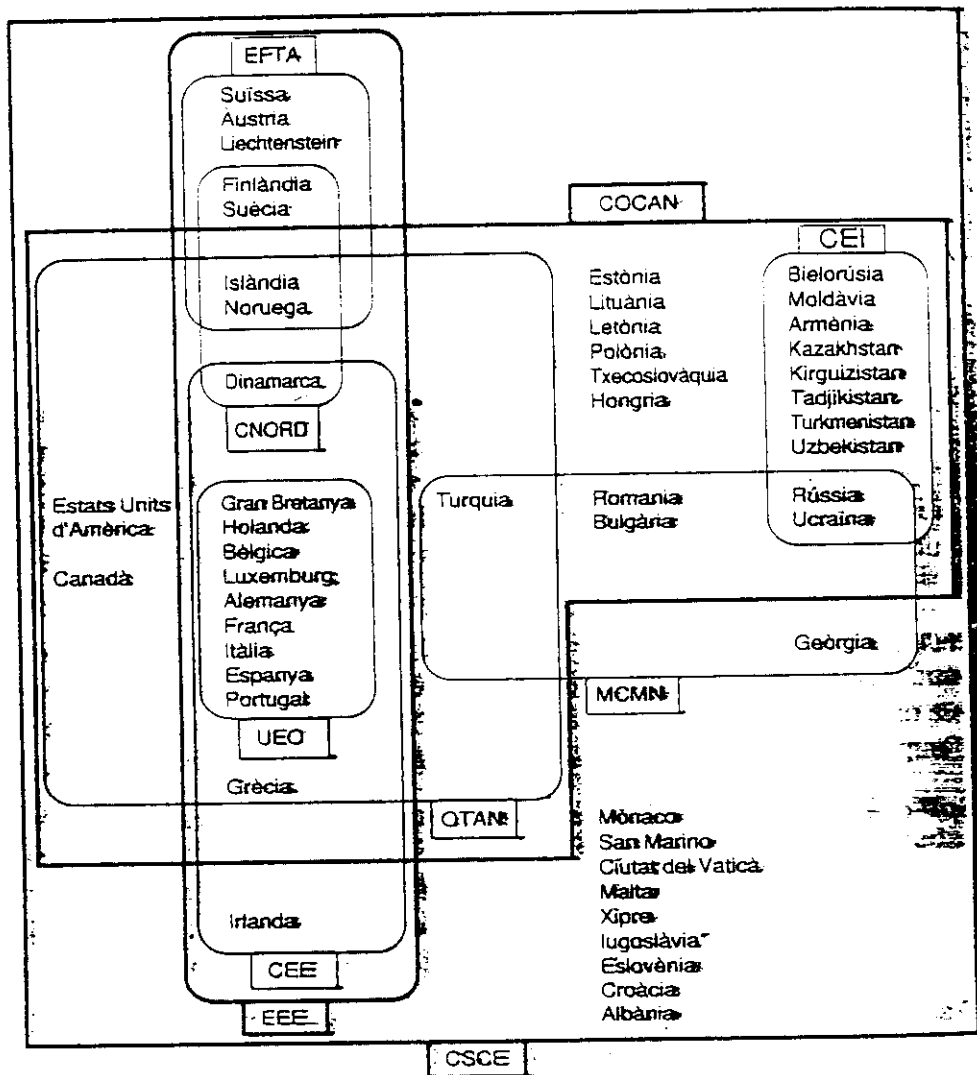 EFTA
Suïssa
Àustria
Liechtenstein
Finlàndia
Suècia
COCAN
CEI
Islàndia
Noruega
Estònia
Lituània
Letònia
Polònia
Txecoslovàquia
Hongria
Bielorúsia
Moldàvia
Armènia
Kazakhstan
Kirguizistan
Tadjikistan
Turkmenistan
Uzbekistan
Dinamarca
CNORD
Estats Units
d'Amèrica
Canadà
Gran Bretanya
Holanda
Bèlgica
Luxemburg
Alemanya
França
Itàlia
Espanya
Portugal
UEO
Turquia
Romania
Bulgària
Rússia
Ucraïna
Geòrgia
MCMN
Grècia
OTAN
Mònaco
San Marino
Ciutat del Vaticà
Malta
Xipre
Iugoslàvia
Eslovènia
Croàcia
Albània
Irlanda
CEE
EEE
CSCE